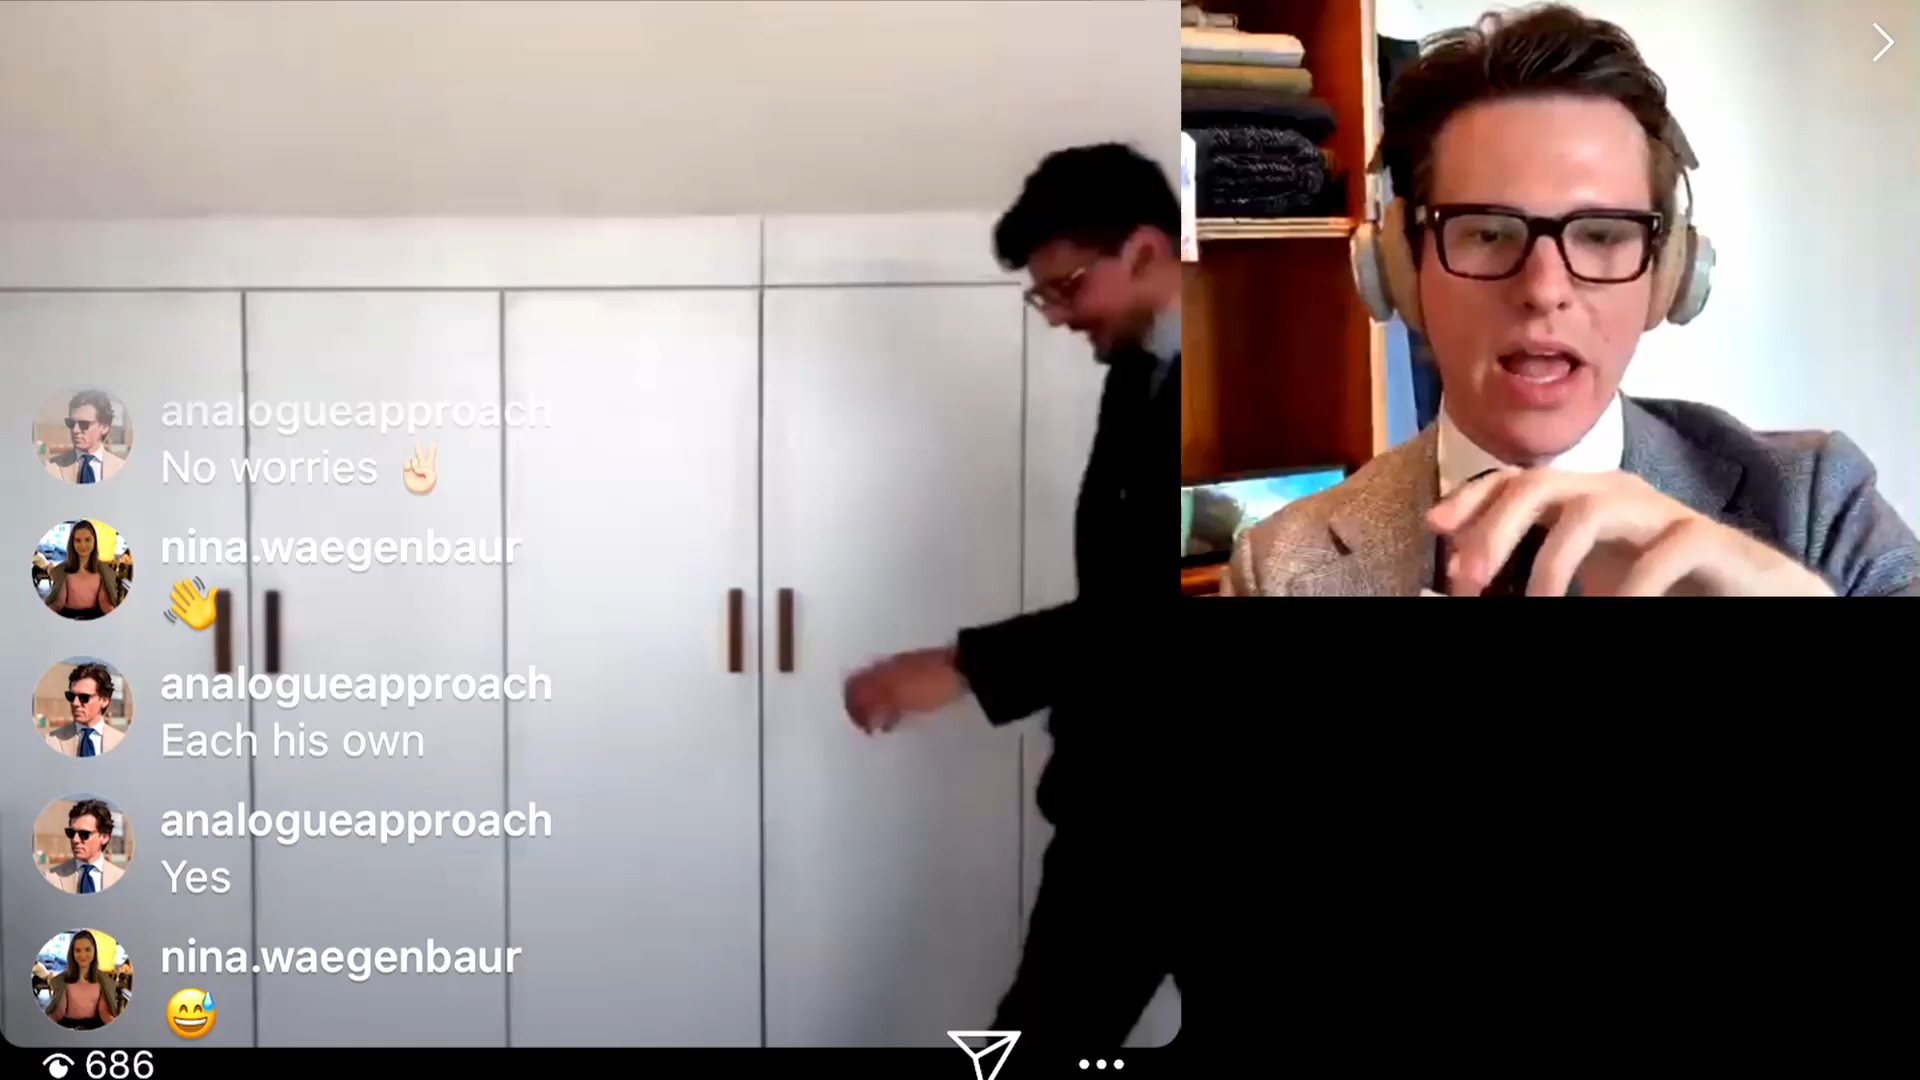 analogueapproach
No worries ✌🏻
nina.waegenbaur
👋
analogueapproach
Each his own
analogueapproach
Yes
nina.waegenbaur
😅
686